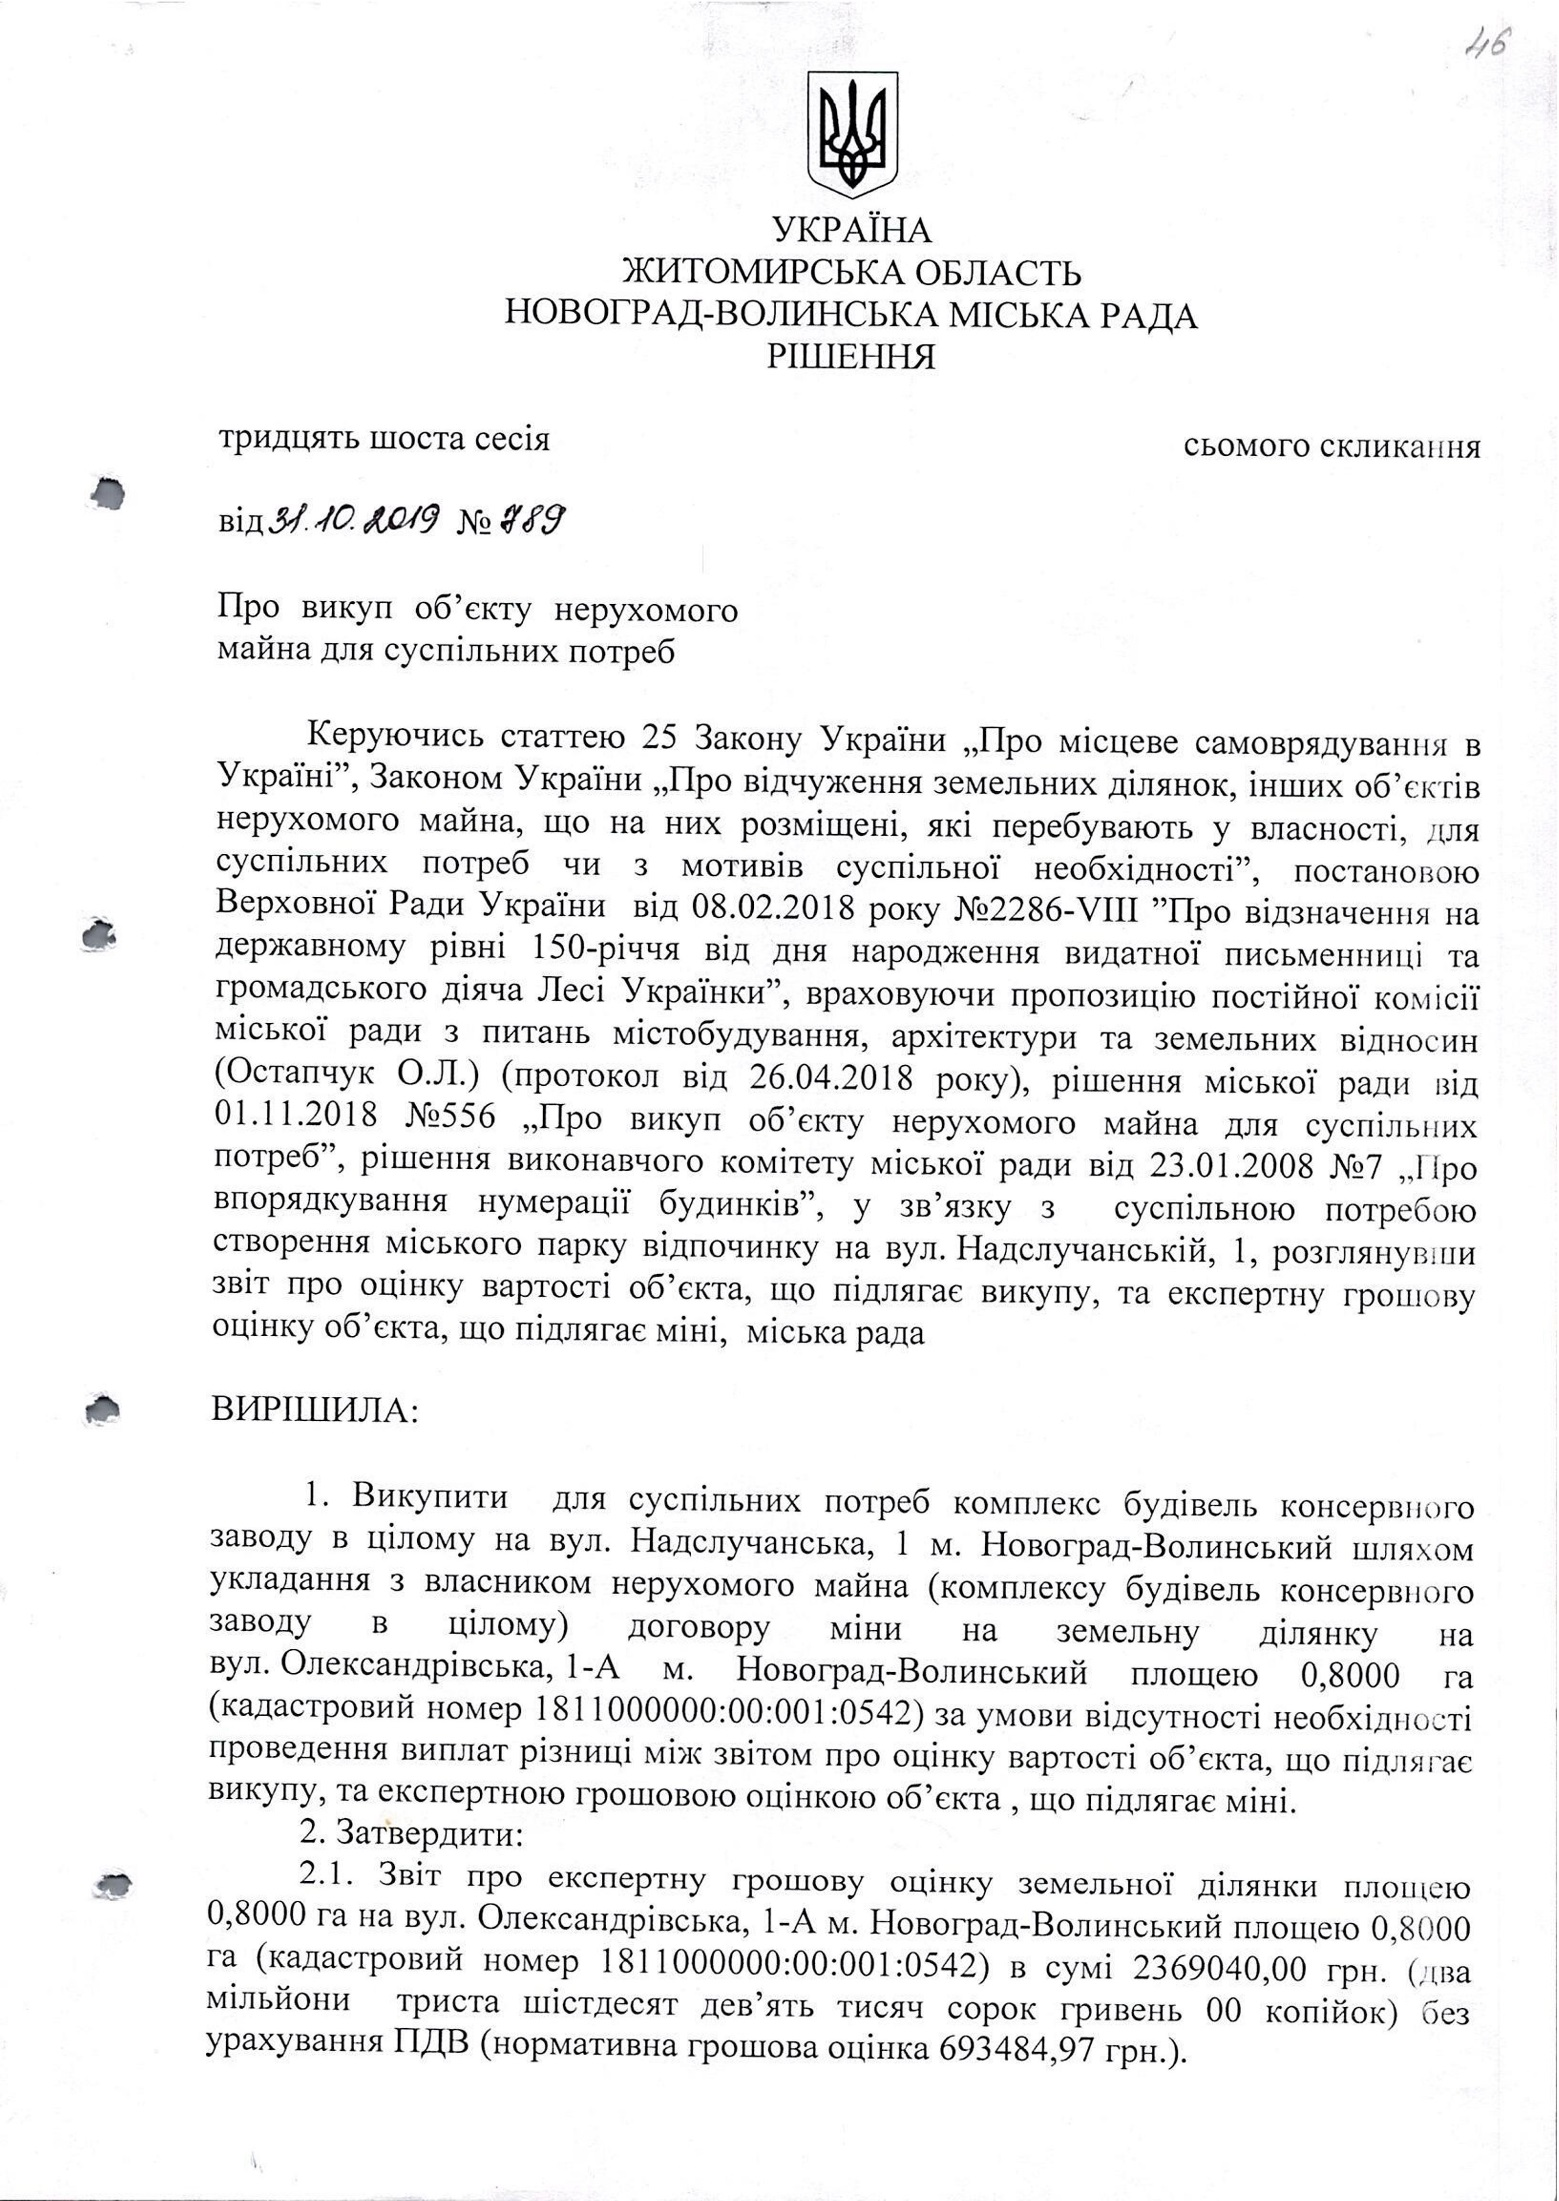 46
УКРАЇНА
ЖИТОМИРСЬКА ОБЛАСТЬ
НОВОГРАД-ВОЛИНСЬКА МІСЬКА РАДА
РІШЕННЯ
тридцять шоста сесія сьомого скликання
від 31.10.2019 № 789
Про викуп об’єкту нерухомого
майна для суспільних потреб
Керуючись статтею 25 Закону України „Про місцеве самоврядування в
Україні”, Законом України „Про відчуження земельних ділянок, інших об’єктів
нерухомого майна, що на них розміщені, які перебувають у власності, для
суспільних потреб чи з мотивів суспільної необхідності”, постановою
Верховної Ради України від 08.02.2018 року №2286-VIII ”Про відзначення на
державному рівні 150-річчя від дня народження видатної письменниці та
громадського діяча Лесі Українки”, враховуючи пропозицію постійної комісії
міської ради з питань містобудування, архітектури та земельних відносин
(Остапчук О.Л.) (протокол від 26.04.2018 року), рішення міської ради від
01.11.2018 №556 „Про викуп об’єкту нерухомого майна для суспільних
потреб”, рішення виконавчого комітету міської ради від 23.01.2008 №7 „Про
впорядкування нумерації будинків”, у зв’язку з суспільною потребою
створення міського парку відпочинку на вул. Надслучанській, 1, розглянувши
звіт про оцінку вартості об’єкта, що підлягає викупу, та експертну грошову
оцінку об’єкта, що підлягає міні, міська рада
ВИРІШИЛА:
1. Викупити для суспільних потреб комплекс будівель консервного
заводу в цілому на вул. Надслучанська, 1 м. Новоград-Волинський шляхом
укладання з власником нерухомого майна (комплексу будівель консервного
заводу в цілому) договору міни на земельну ділянку на
вул. Олександрівська, 1-А м. Новоград-Волинський площею 0,8000 га
(кадастровий номер 1811000000:00:001:0542) за умови відсутності необхідності
проведення виплат різниці між звітом про оцінку вартості об’єкта, що підлягає
викупу, та експертною грошовою оцінкою об’єкта , що підлягає міні.
2. Затвердити:
2.1. Звіт про експертну грошову оцінку земельної ділянки площею
0,8000 га на вул. Олександрівська, 1-А м. Новоград-Волинський площею 0,8000
га (кадастровий номер 1811000000:00:001:0542) в сумі 2369040,00 грн. (два
мільйони триста шістдесят дев’ять тисяч сорок гривень 00 копійок) без
урахування ПДВ (нормативна грошова оцінка 693484,97 грн.).